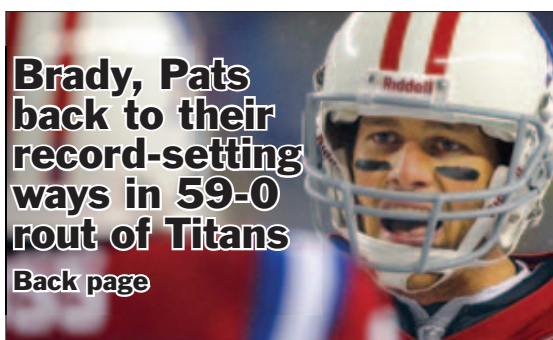 Brady, Pats
back to their
record-setting
ways in 59-0
rout of Titans
Back page
Riddell